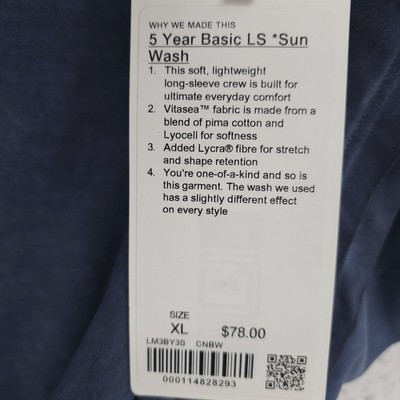 WHY WE MADE THIS
5 Year Basic LS *Sun
Wash
1. This soft, lightweight
long-sleeve crew is built for
ultimate everyday comfort
2. Vitasea™ fabric is made from a
blend of pima cotton and
Lyocell for softness
3. Added Lycra® fibre for stretch
and shape retention
4. You're one-of-a-kind and so is
this garment. The wash we used
has a slightly different effect
on every style
SIZE
XL $78.00
LM3BY3S CNBW
000114828293